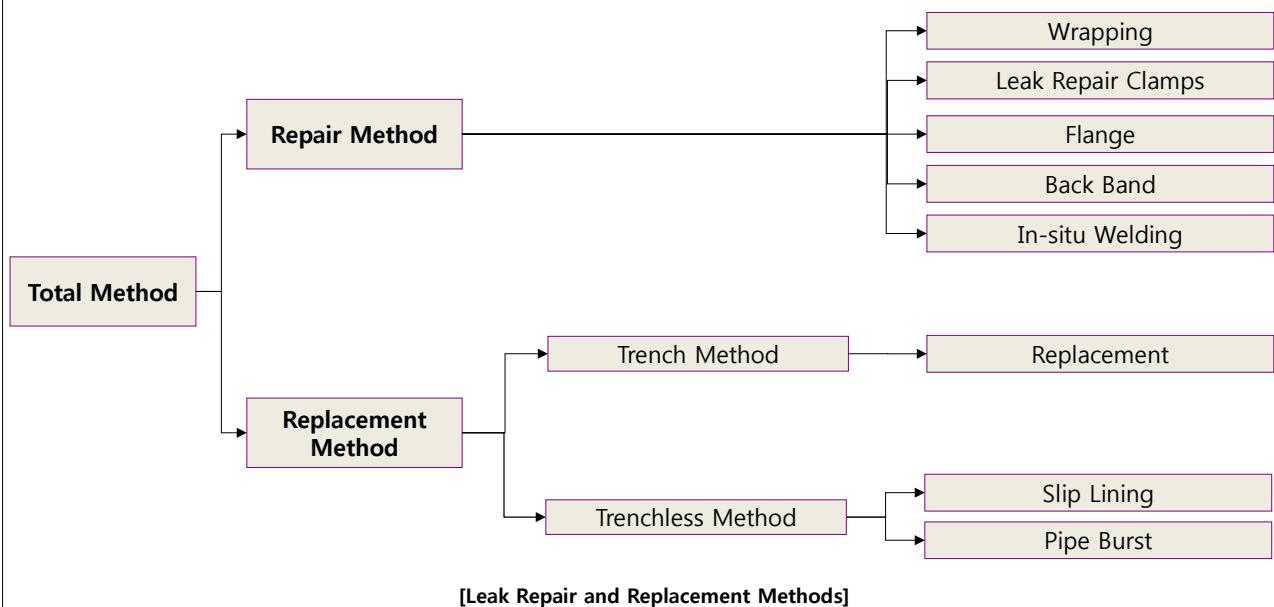 Wrapping
Leak Repair Clamps
Repair Method
Flange
Back Band
In-situ Welding
Total Method
Trench Method
Replacement
Replacement
Method
Slip Lining
Trenchless Method
Pipe Burst
[Leak Repair and Replacement Methods]